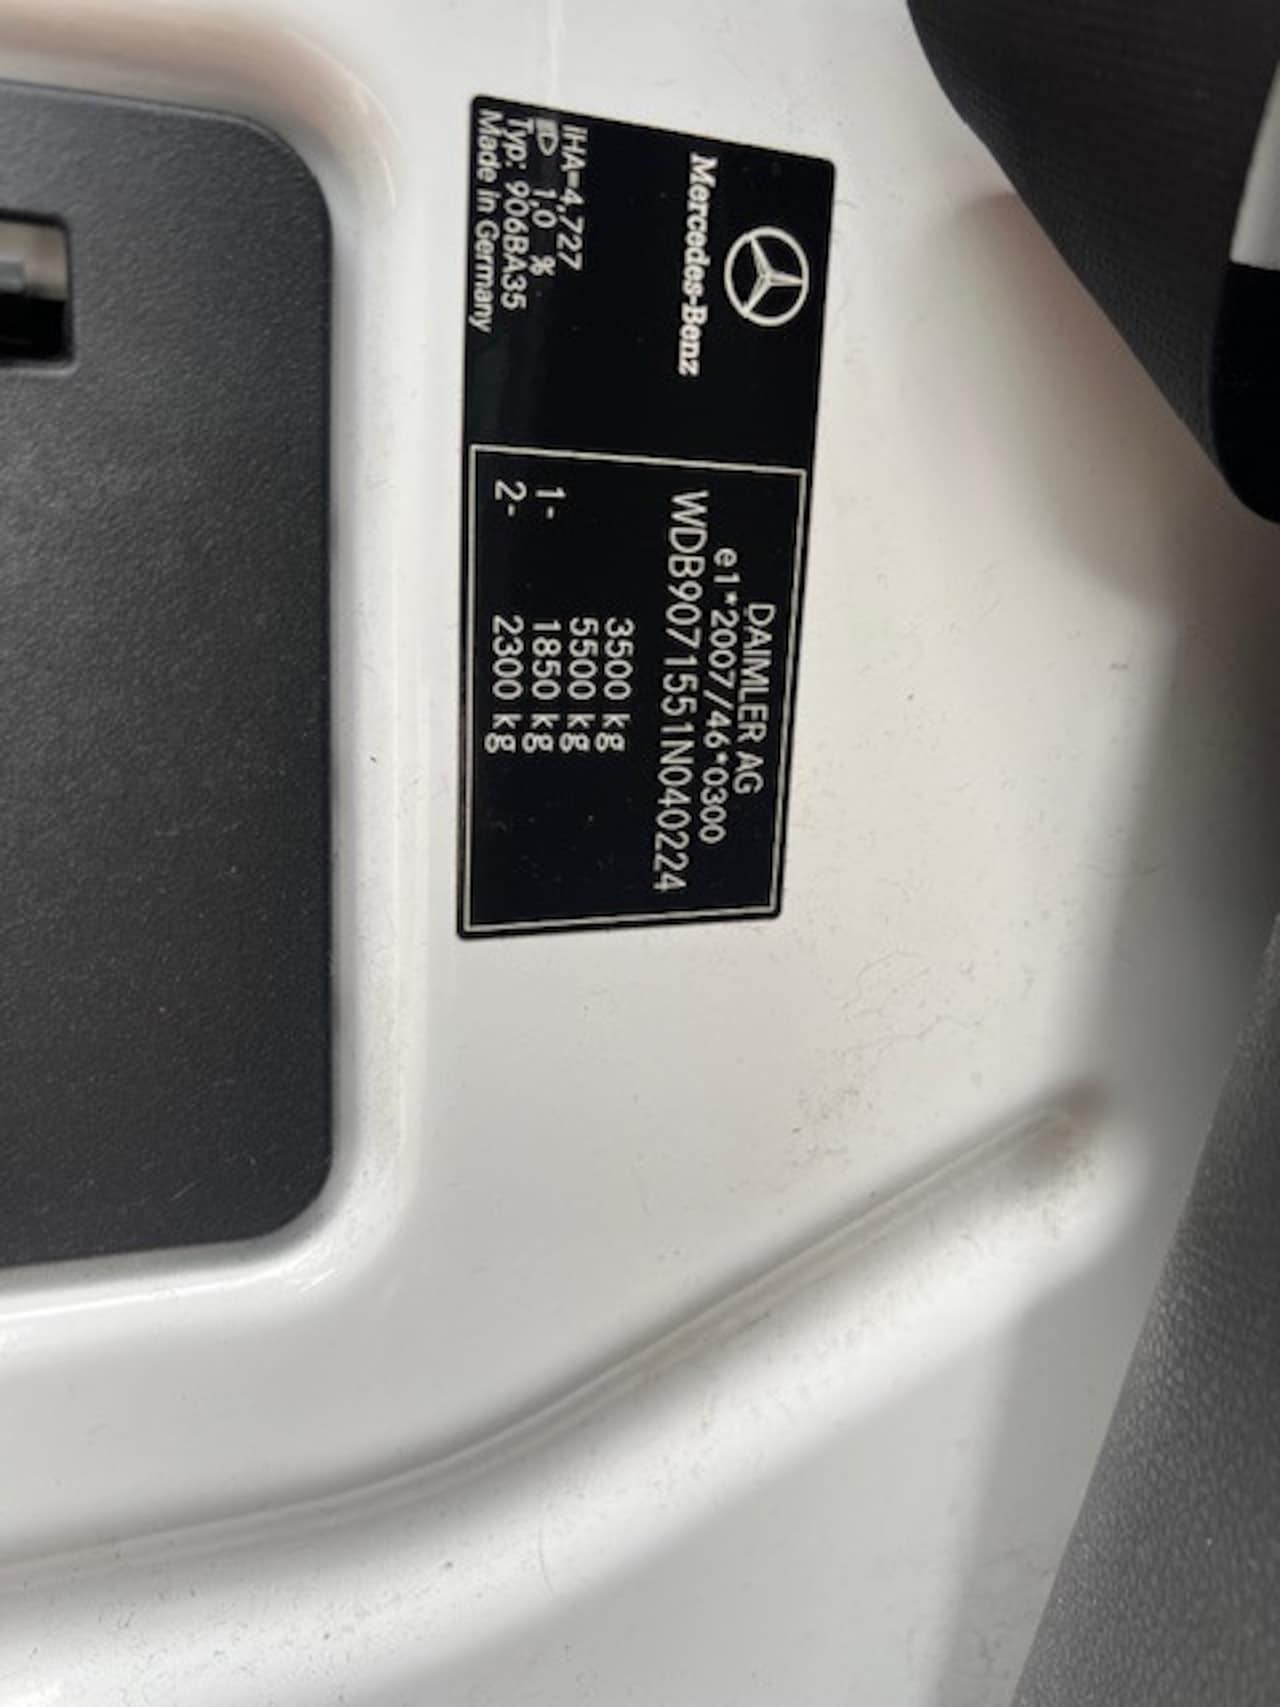 Mercedes-Benz
iHA=4,727
1,0 %
Typ: 906BA35
Made in Germany
DAIMLER AG
e1*2007/46*0300
WDB9071551N040224
3500 kg
5500 kg
1- 1850 kg
2- 2300 kg